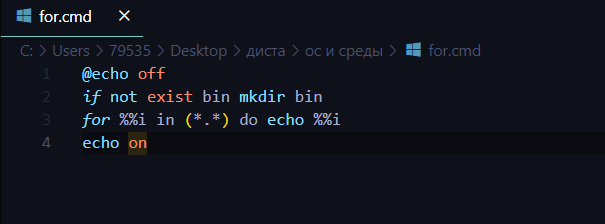 for.cmd
C: > Users > 79535 > Desktop > диста > ос и среды > for.cmd
1 @echo off
2 if not exist bin mkdir bin
3 for %%i in (*.*) do echo %%i
4 echo on